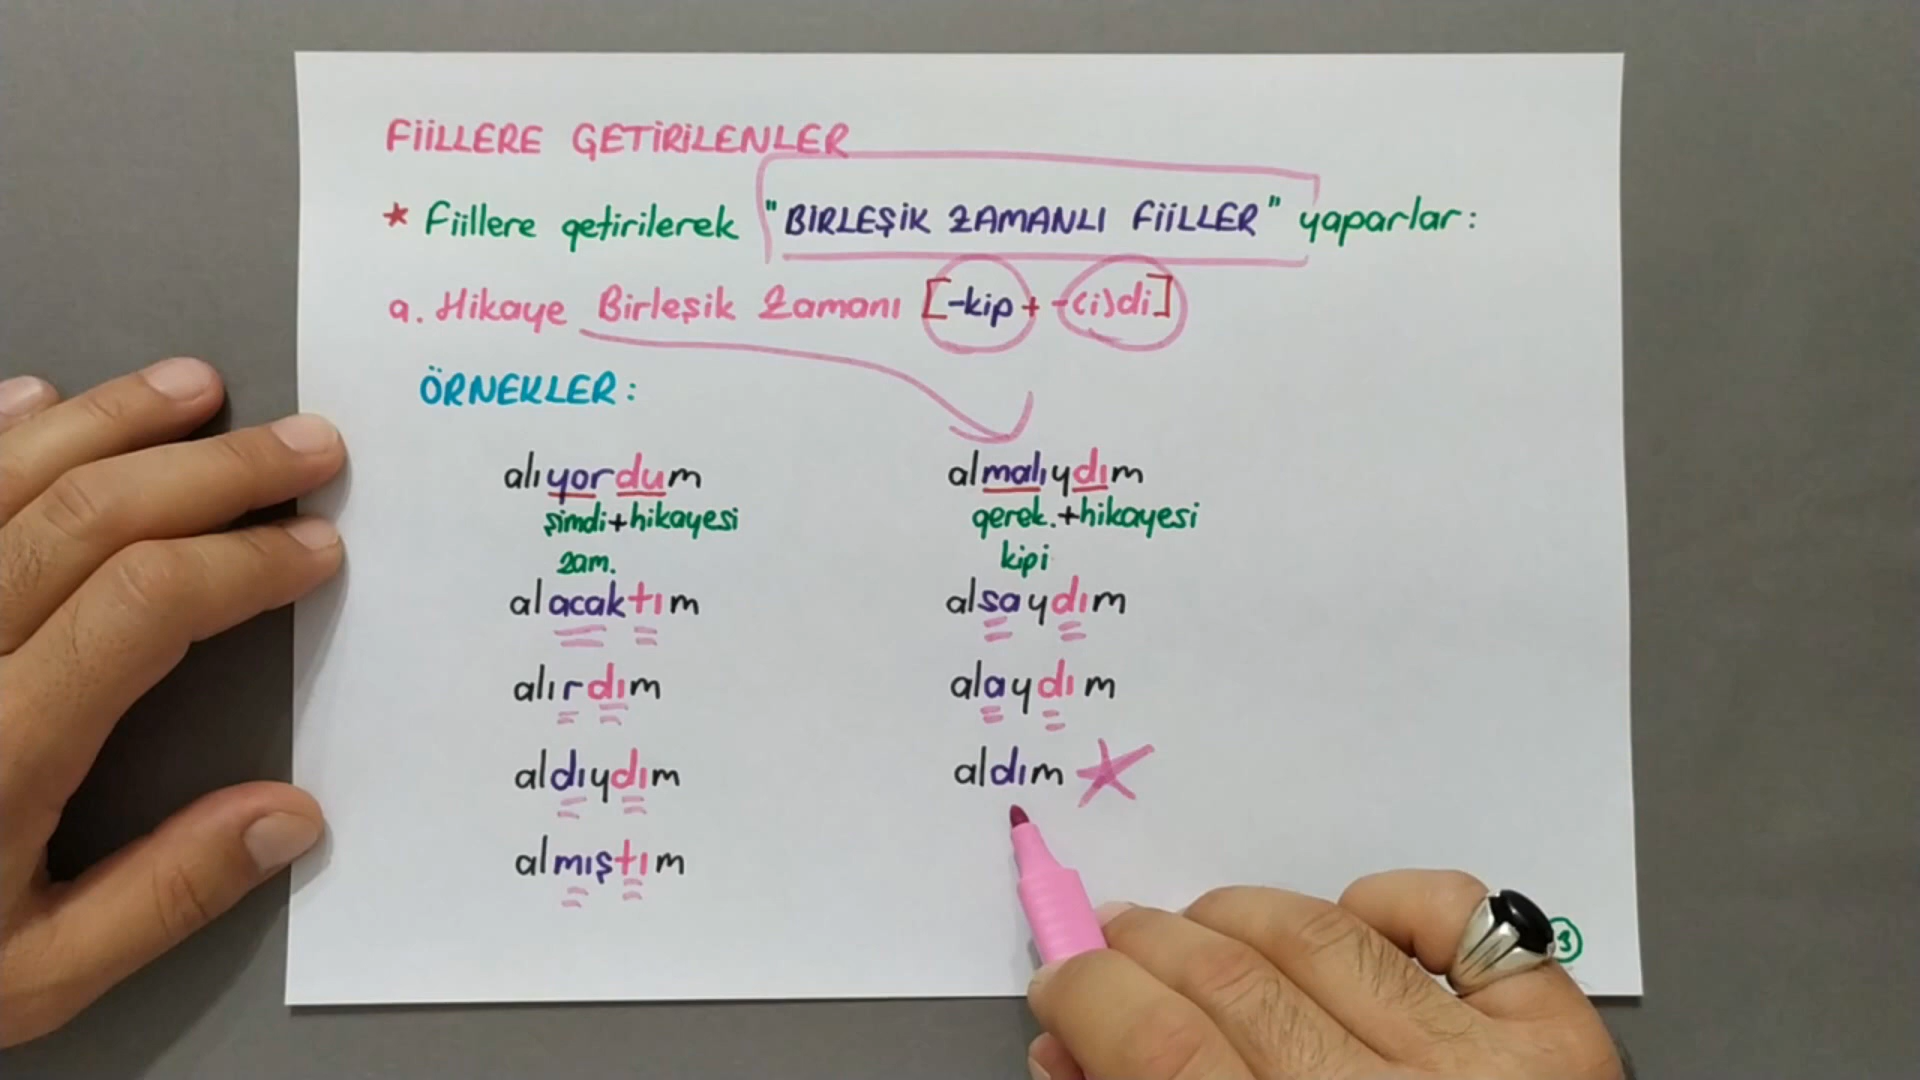 FİİLLERE GETİRİLENLER
* Fiillere getirilerek "BİRLEŞİK ZAMANLI FİİLLER" yaparlar:
a. Hikaye Birleşik Zamanı [-kip + -(i)di]
ÖRNEKLER:
alıyordum
şimdi+hikayesi
zam.
alacaktım
alırdım
aldıydım
almıştım
almalıydım
gerek.+hikayesi
kipi
alsaydım
alaydım
aldım
3